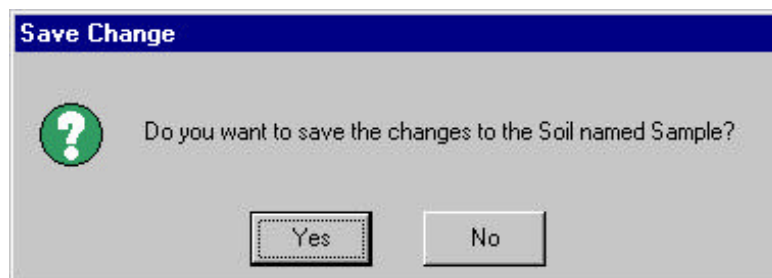 Save Change
Do you want to save the changes to the Soil named Sample?
Yes No